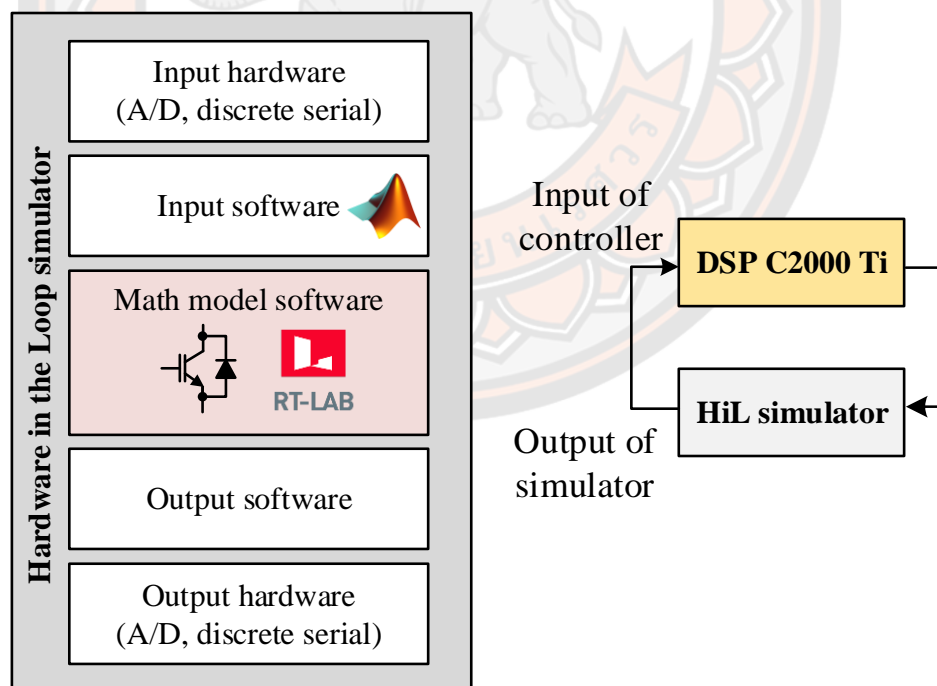 Hardware in the Loop simulator
Input hardware
(A/D, discrete serial)
Input software
Math model software
RT-LAB
Output software
Output hardware
(A/D, discrete serial)
Input of
controller
DSP C2000 Ti
HiL simulator
Output of
simulator